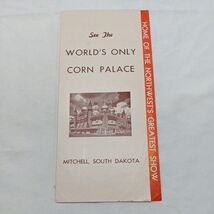 See The
WORLD'S ONLY
CORN PALACE
MITCHELL, SOUTH DAKOTA
HOME OF THE NORTHWEST'S GREATEST SHOW